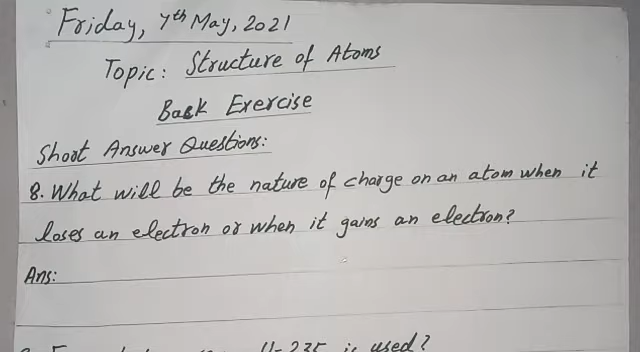 Friday, 7th May, 2021
Topic: Structure of Atoms
Back Exercise
Short Answer Questions:
8. What will be the nature of charge on an atom when it
loses an electron or when it gains an electron?
Ans:
U-235 is used?